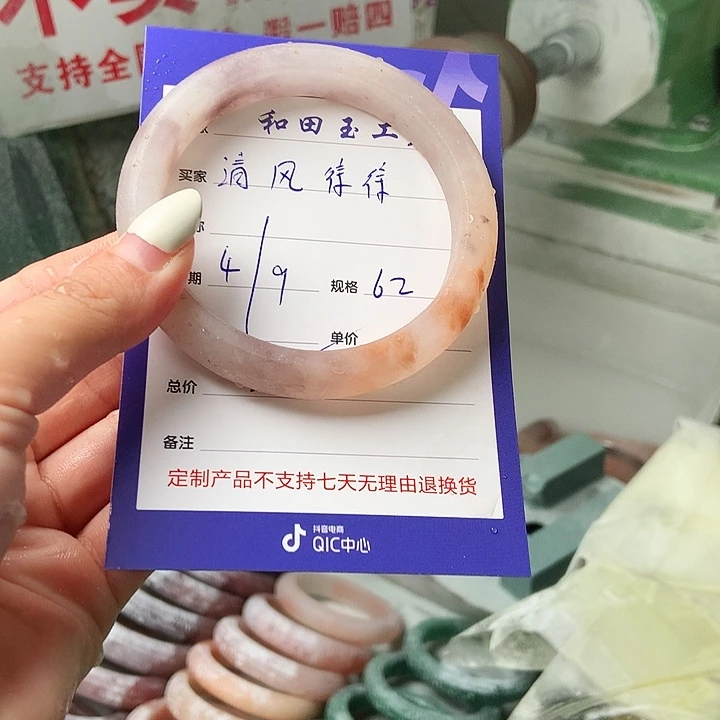 假一赔四
支持全国
和田玉工
买家 清风徐徐
期 4/9 规格 62
单价
总价
备注
定制产品不支持七天无理由退换货
抖音电商
QIC中心